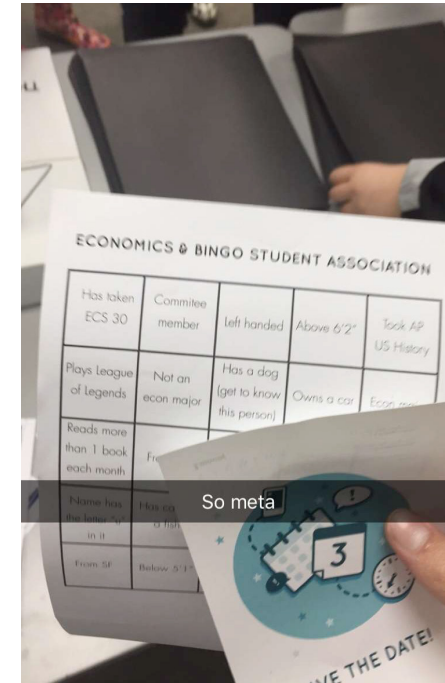 ECONOMICS & BINGO STUDENT ASSOCIATION
Has taken
ECS 30
Commitee
member
Left handed
Above 6'2"
Took AP
US History
Plays League
of Legends
Not an
econ major
Has a dog
(get to know
this person)
Owns a car
Econ
Reads more
than 1 book
each month
So meta
Name has
the letter
in it
Has
a fish
From SF
Below 5'1"
3
THE DATE!